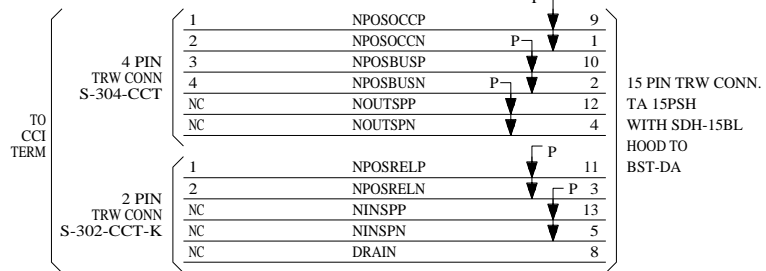 P
1 NPOSOCCP 9
2 NPOSOCCN P 1
4 PIN
TRW CONN
S-304-CCT
3 NPOSBUSP 10
4 NPOSBUSN P 2
NC NOUTSPP 12
NC NOUTSPN 4
TO
CCI
TERM
15 PIN TRW CONN.
TA 15PSH
WITH SDH-15BL
HOOD TO
BST-DA
P
1 NPOSRELP 11
2 NPOSRELN P 3
2 PIN
TRW CONN
S-302-CCT-K
NC NINSPP 13
NC NINSPN 5
NC DRAIN 8